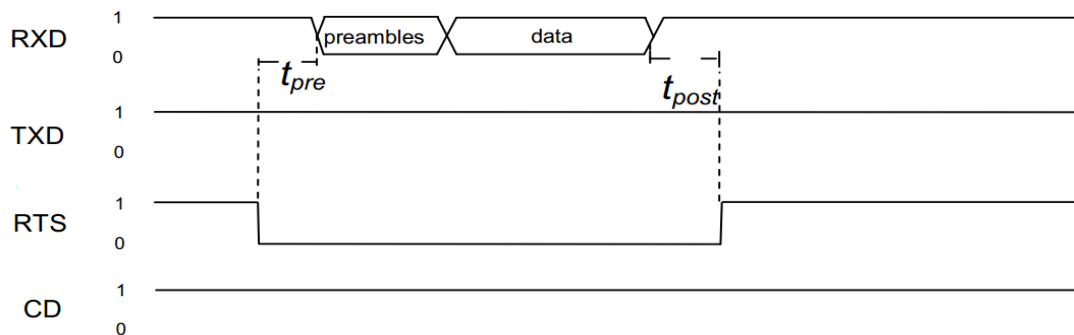 RXD 1 preambles data
0
t_pre t_post
TXD 1
0
RTS 1
0
CD 1
0